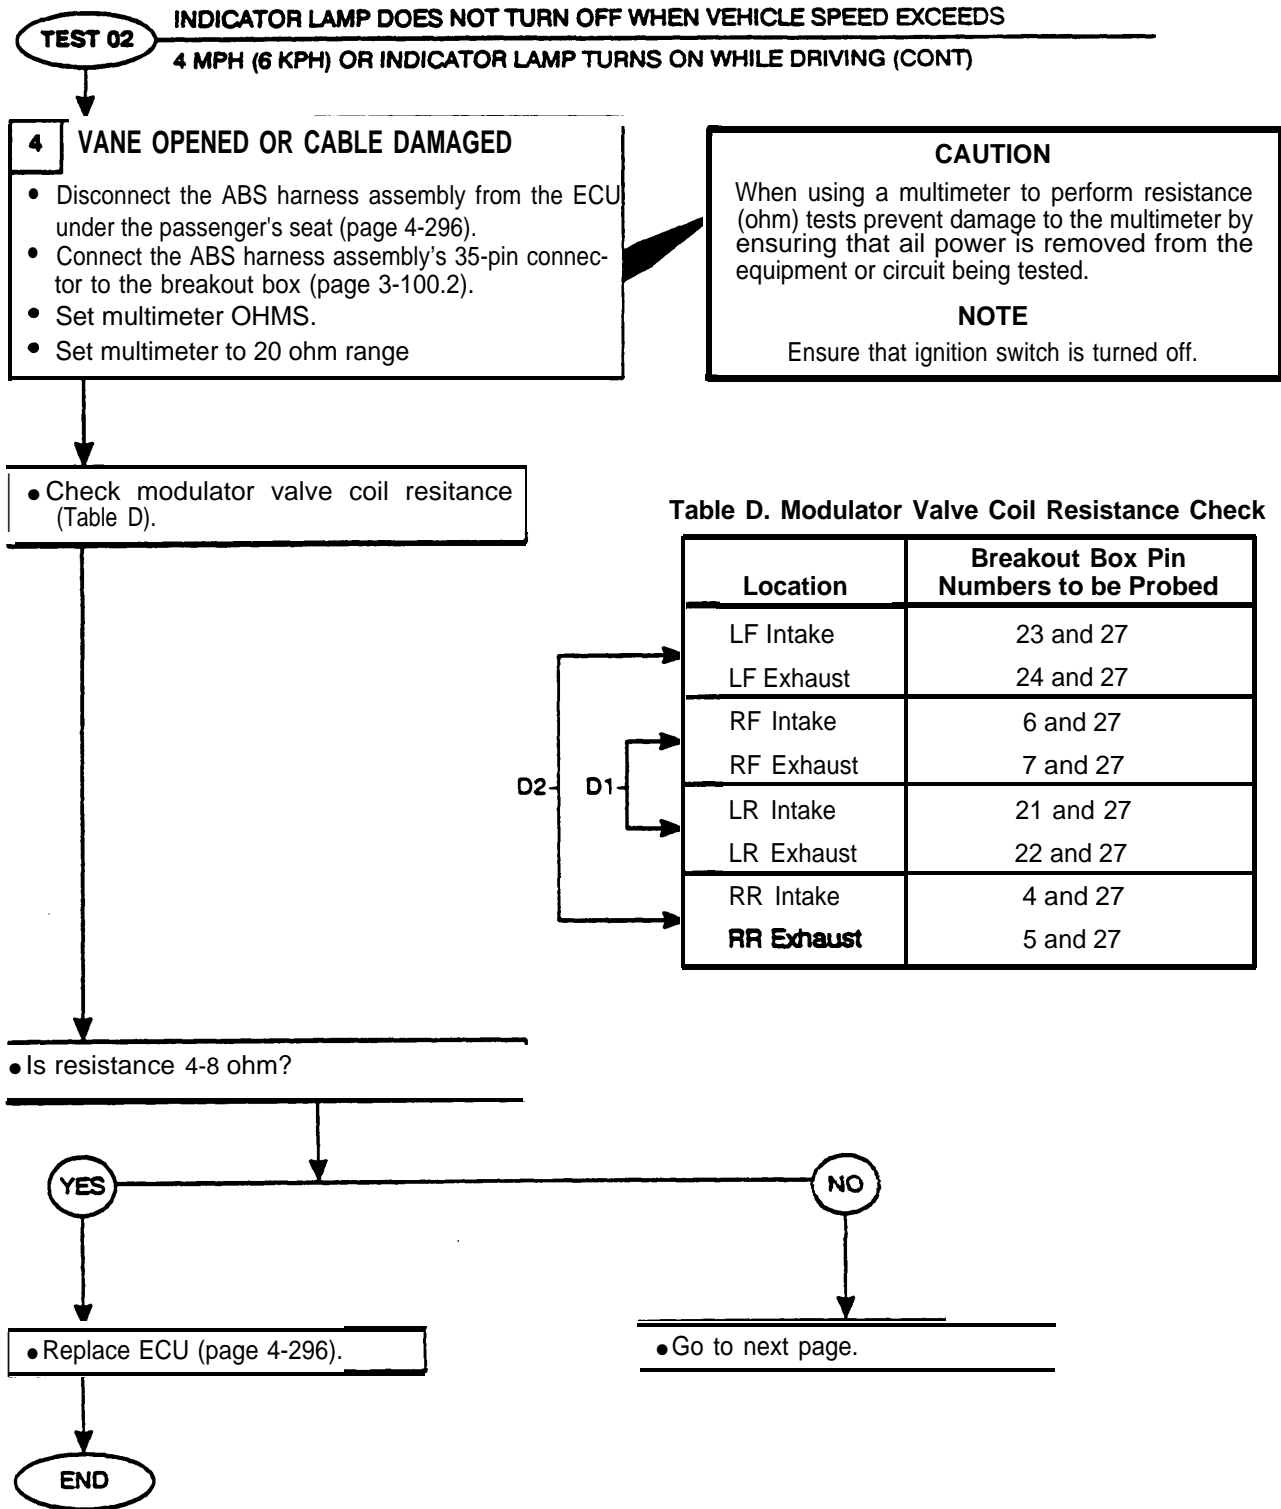 TEST 02
INDICATOR LAMP DOES NOT TURN OFF WHEN VEHICLE SPEED EXCEEDS
4 MPH (6 KPH) OR INDICATOR LAMP TURNS ON WHILE DRIVING (CONT)
4 VANE OPENED OR CABLE DAMAGED
• Disconnect the ABS harness assembly from the ECU
under the passenger's seat (page 4-296).
• Connect the ABS harness assembly's 35-pin connec-
tor to the breakout box (page 3-100.2).
• Set multimeter OHMS.
• Set multimeter to 20 ohm range
CAUTION
When using a multimeter to perform resistance
(ohm) tests prevent damage to the multimeter by
ensuring that ail power is removed from the
equipment or circuit being tested.
NOTE
Ensure that ignition switch is turned off.
• Check modulator valve coil resitance
(Table D).
Table D. Modulator Valve Coil Resistance Check
Location
Breakout Box Pin
Numbers to be Probed
LF Intake 23 and 27
LF Exhaust 24 and 27
RF Intake 6 and 27
RF Exhaust 7 and 27
D2 D1
LR Intake 21 and 27
LR Exhaust 22 and 27
RR Intake 4 and 27
RR Exhaust 5 and 27
• Is resistance 4-8 ohm?
YES NO
• Replace ECU (page 4-296).
• Go to next page.
END